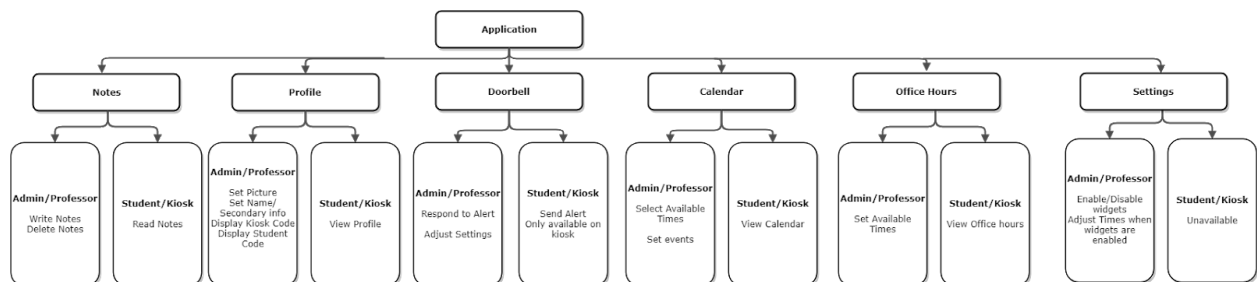 Application
Notes
Profile
Doorbell
Calendar
Office Hours
Settings
Admin/Professor
Write Notes
Delete Notes
Student/Kiosk
Read Notes
Admin/Professor
Set Picture
Set Name/
Secondary info
Display Kiosk Code
Display Student
Code
Student/Kiosk
View Profile
Admin/Professor
Respond to Alert
Adjust Settings
Student/Kiosk
Send Alert
Only available on
kiosk
Admin/Professor
Select Available
Times
Set events
Student/Kiosk
View Calendar
Admin/Professor
Set Available
Times
Student/Kiosk
View Office hours
Admin/Professor
Enable/Disable
widgets
Adjust Times when
widgets are
enabled
Student/Kiosk
Unavailable